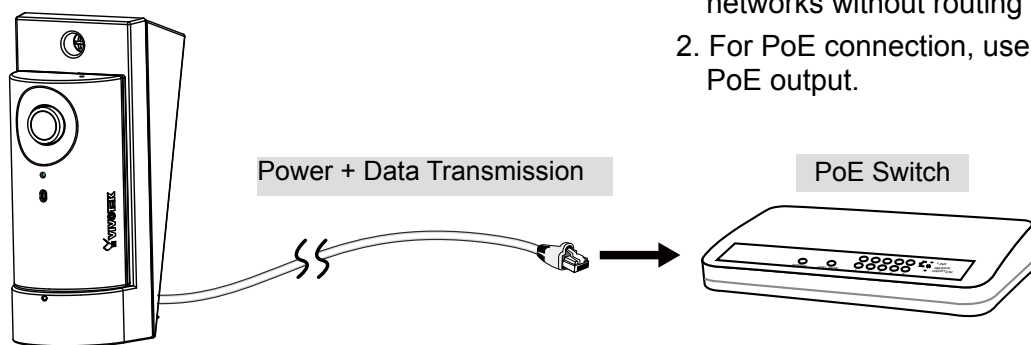 networks without routing
2. For PoE connection, use
PoE output.
Power + Data Transmission
PoE Switch
VIVOTEK